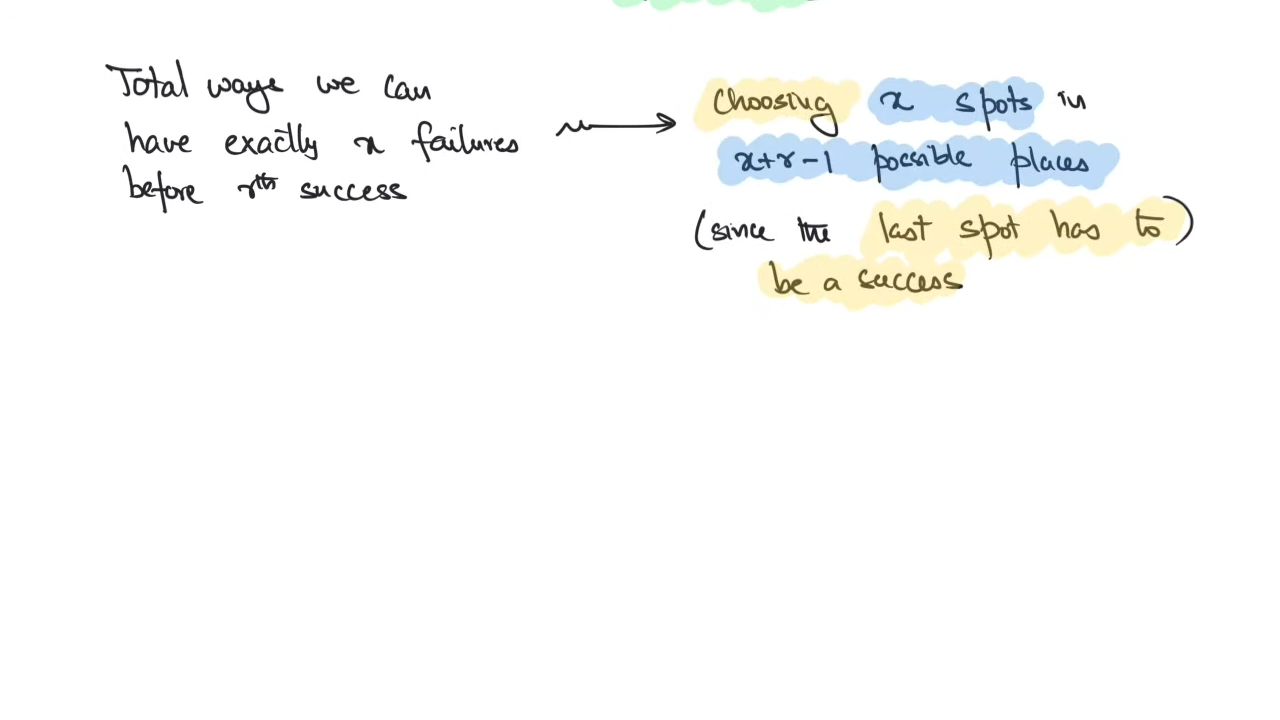 Total ways we can
have exactly x failures
before rth success
choosing x spots in
x+r-1 possible places
(since the last spot has to)
be a success